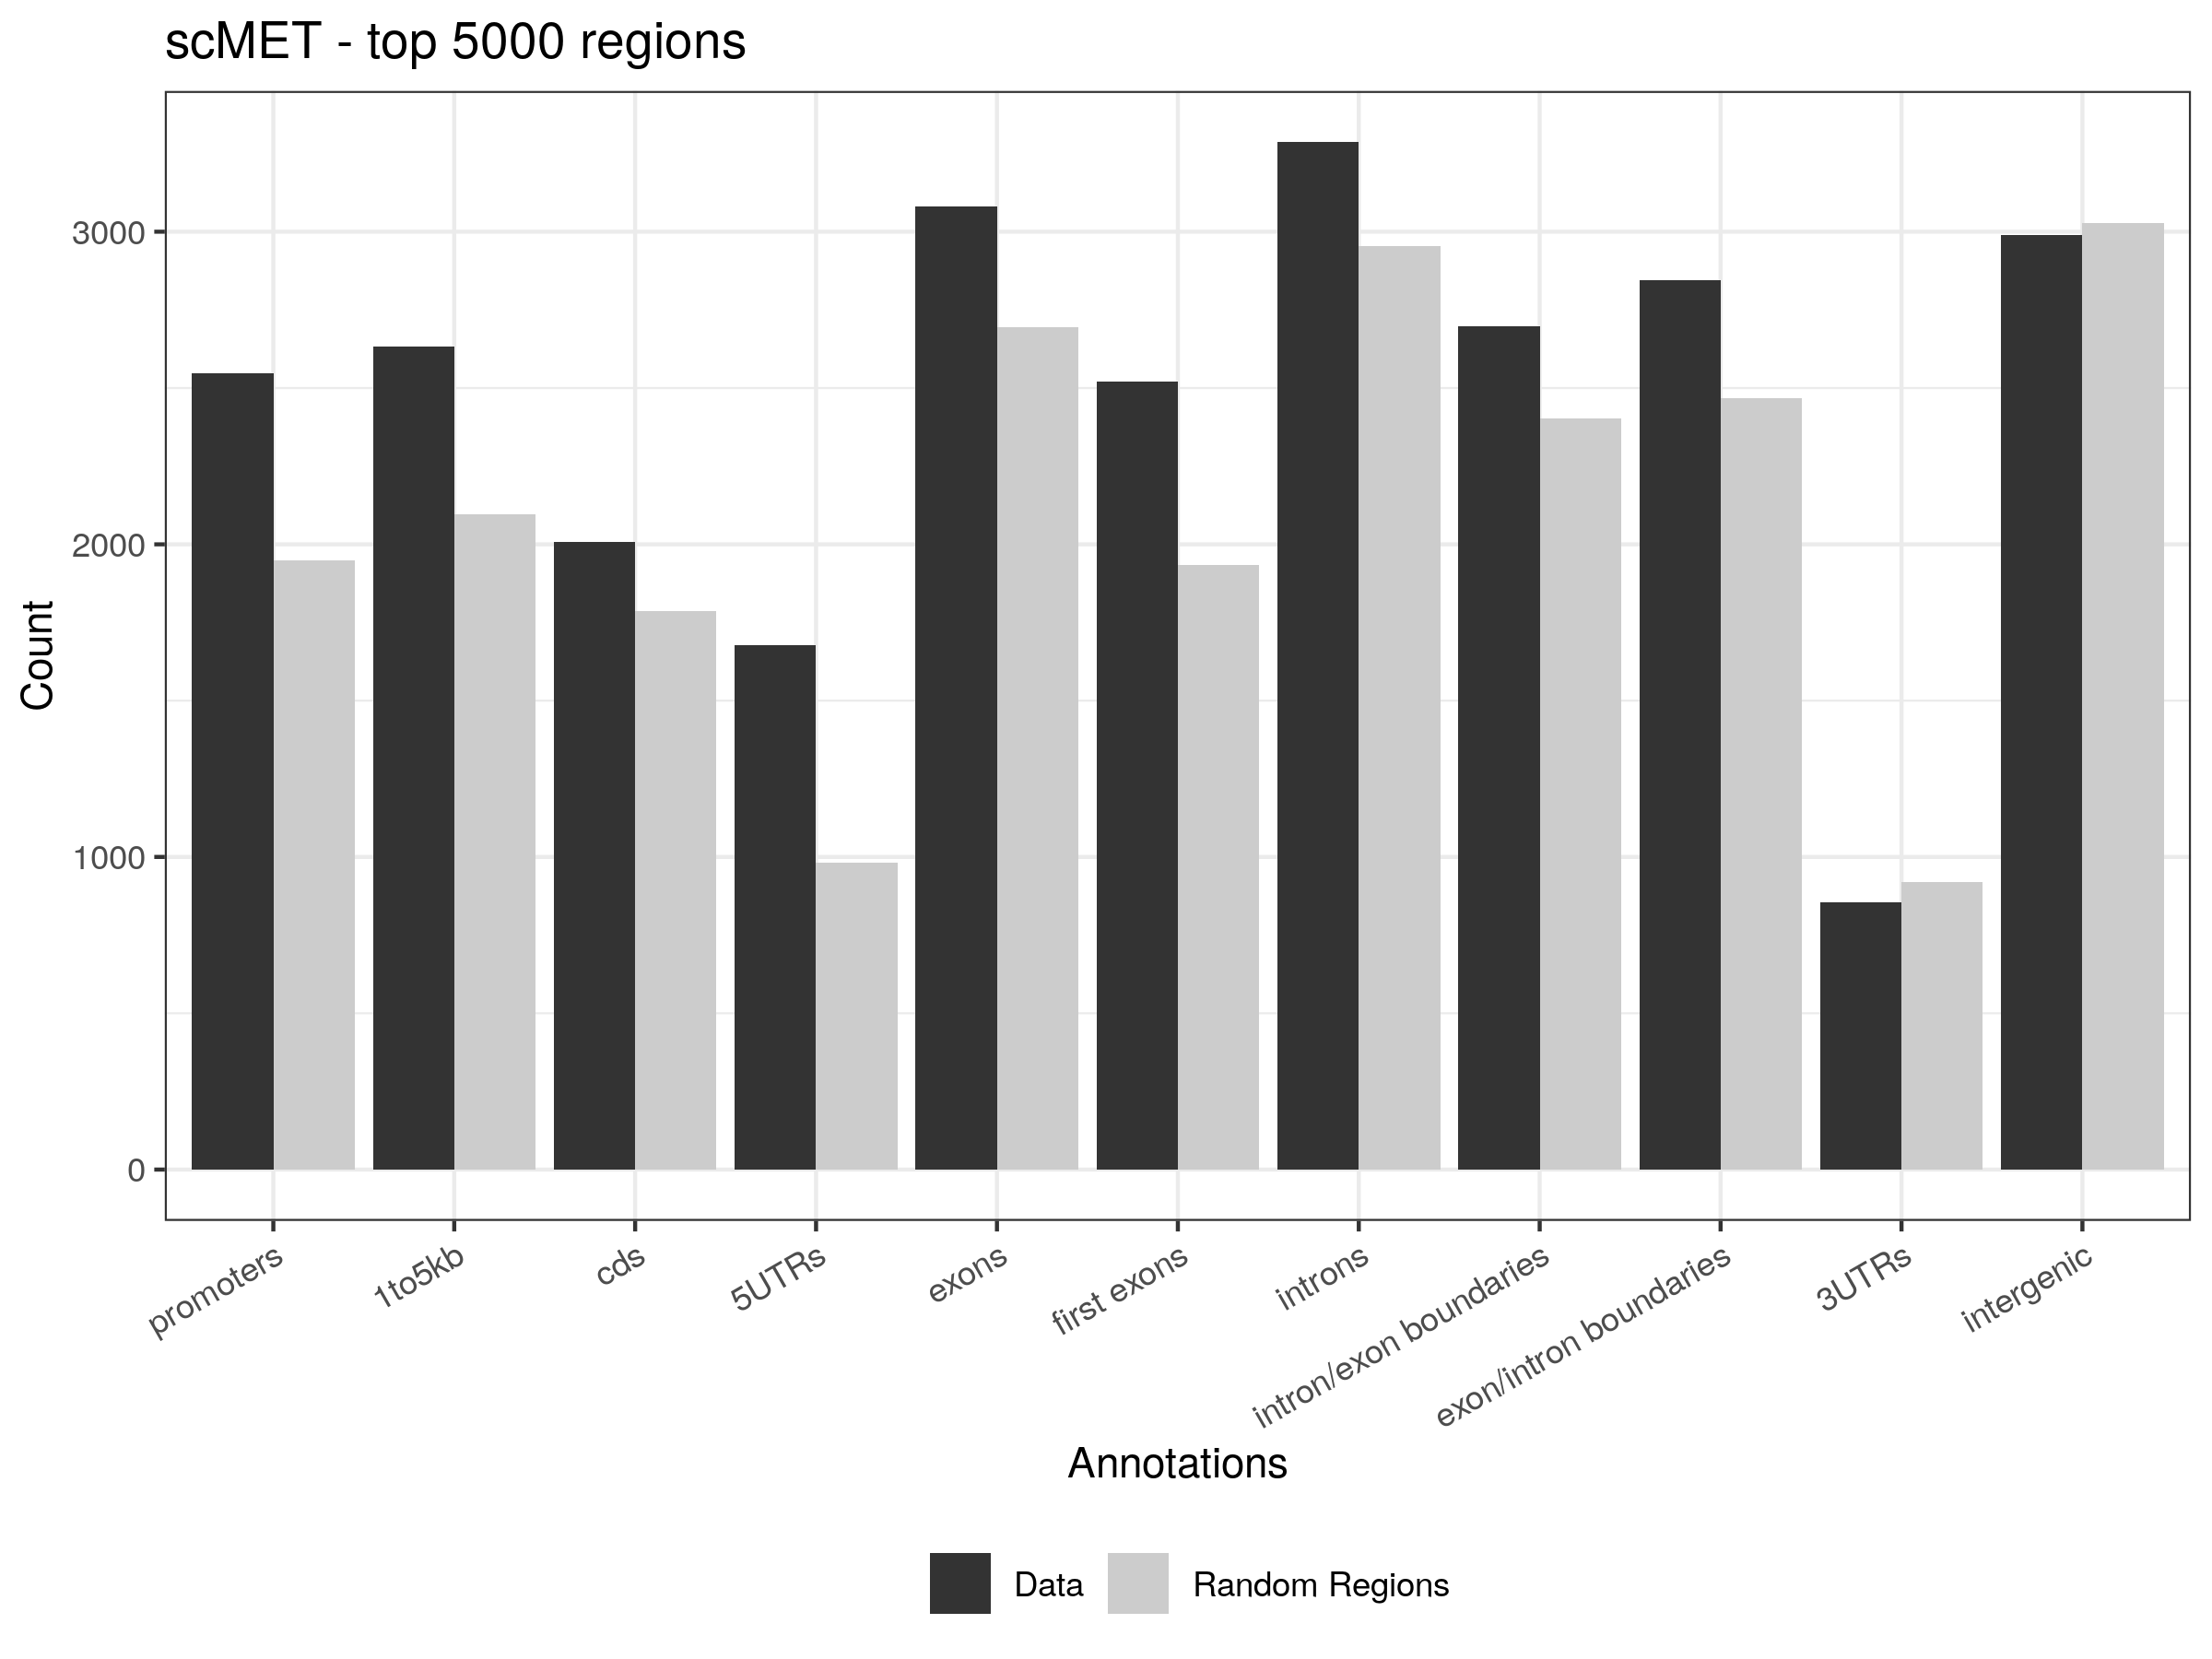 scMET - top 5000 regions
Count
3000
2000
1000
0
promoters
1to5kb
cds
5UTRs
exons
first exons
introns
intron/exon boundaries
exon/intron boundaries
3UTRs
intergenic
Annotations
Data
Random Regions